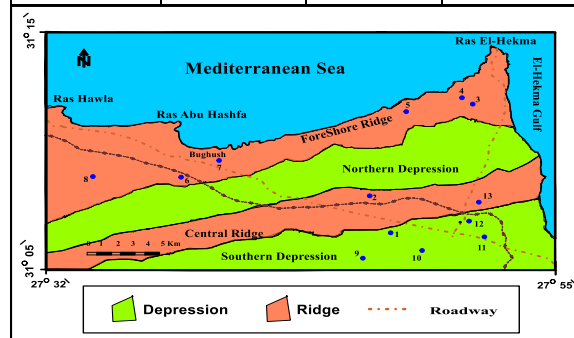 31° 15\
Ras El-Hekma
N
Mediterranean Sea
El-Hekma Gulf
Ras Hawla
Ras Abu Hashfa
4
3
5
ForeShore Ridge
Bughush
7
Northern Depression
8
6
2
13
12
Central Ridge
1
11
0 1 2 3 4 5 Km
Southern Depression
9
10
31° 05\
27° 32\
27° 55\
Depression
Ridge
Roadway